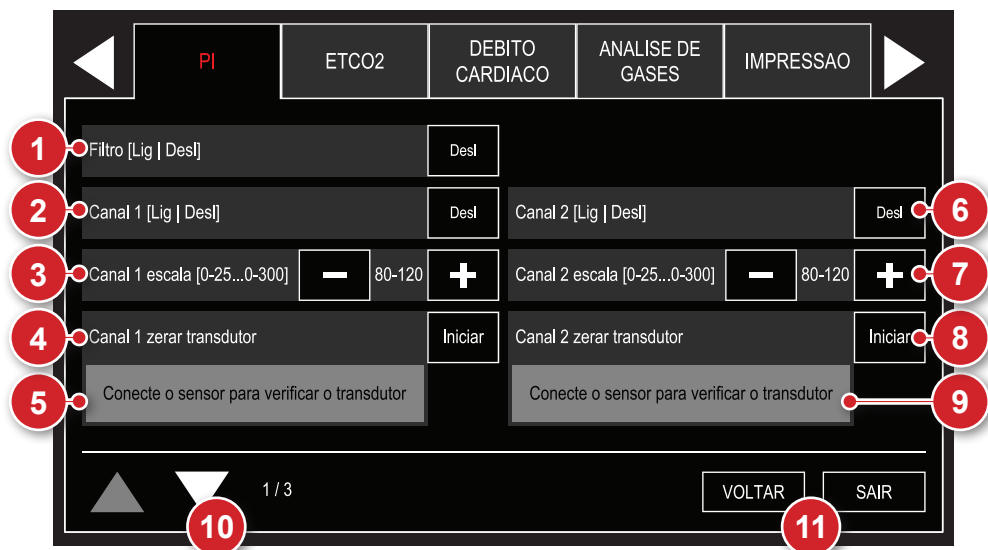 PI
ETCO2
DEBITO
CARDIACO
ANALISE DE
GASES
IMPRESSAO
1
Filtro [Lig | Desl]
Desl
2
Canal 1 [Lig | Desl]
Desl
Canal 2 [Lig | Desl]
Desl
6
3
Canal 1 escala [0-25...0-300]
80-120
Canal 2 escala [0-25...0-300]
80-120
7
4
Canal 1 zerar transdutor
Iniciar
Canal 2 zerar transdutor
Iniciar
8
5
Conecte o sensor para verificar o transdutor
Conecte o sensor para verificar o transdutor
9
1 / 3
VOLTAR
SAIR
10
11